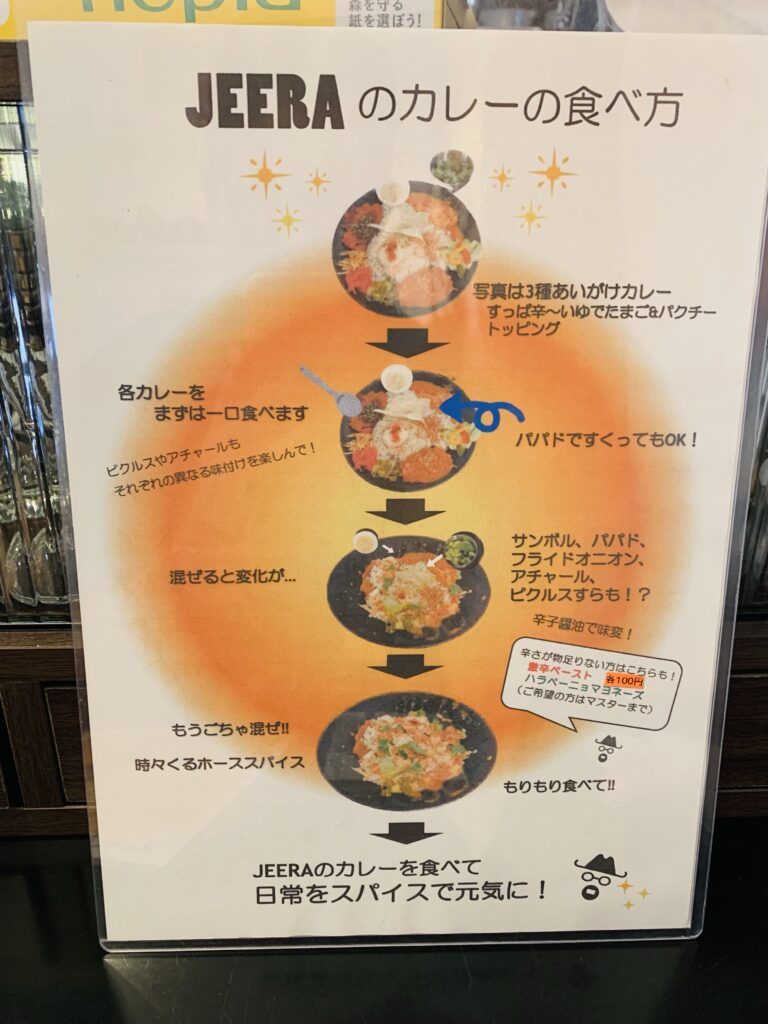 森を守る
紙を選ぼう!
JEERAのカレーの食べ方
写真は3種あいがけカレー
すっぱ辛〜いゆでたまご&パクチー
トッピング
各カレーを
まずは一口食べます
ピクルスやアチャールも
それぞれの異なる味付けを楽しんで！
パパドですくってもOK！
混ぜると変化が...
サンボル、パパド、
フライドオニオン、
アチャール、
ピクルスすらも！？
辛子醤油で味変！
辛さが物足りない方はこちらも！
激辛ペースト 各100円
ハラペーニョマヨネーズ
（ご希望の方はマスターまで）
もうごちゃ混ぜ!!
時々くるホーススパイス
もりもり食べて!!
JEERAのカレーを食べて
日常をスパイスで元気に！